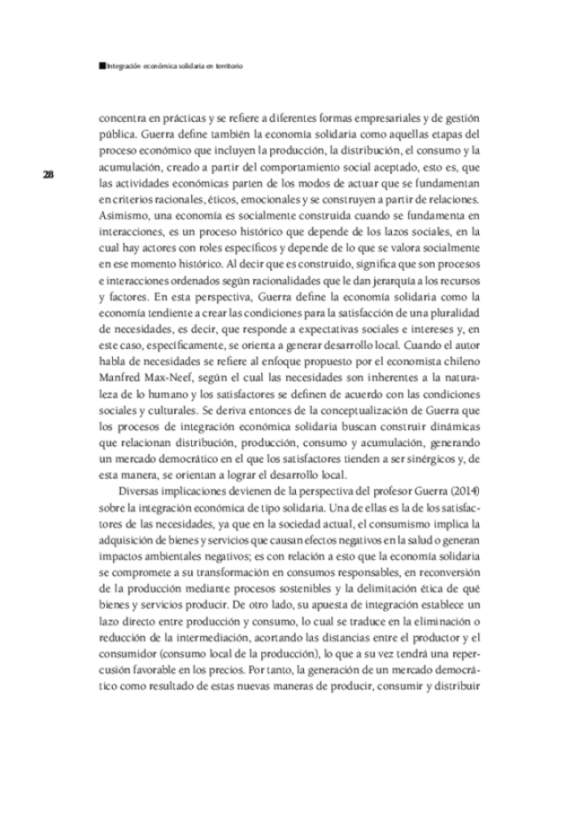 Integración económica solidaria en territorio
concentra en prácticas y se refiere a diferentes formas empresariales y de gestión
pública. Guerra define también la economía solidaria como aquellas etapas del
proceso económico que incluyen la producción, la distribución, el consumo y la
acumulación, creado a partir del comportamiento social aceptado, esto es, que
28
las actividades económicas parten de los modos de actuar que se fundamentan
en criterios racionales, éticos, emocionales y se construyen a partir de relaciones.
Asimismo, una economía es socialmente construida cuando se fundamenta en
interacciones, es un proceso histórico que depende de los lazos sociales, en la
cual hay actores con roles específicos y depende de lo que se valora socialmente
en ese momento histórico. Al decir que es construido, significa que son procesos
e interacciones ordenados según racionalidades que le dan jerarquía a los recursos
y factores. En esta perspectiva, Guerra define la economía solidaria como la
economía tendiente a crear las condiciones para la satisfacción de una pluralidad
de necesidades, es decir, que responde a expectativas sociales e intereses y, en
este caso, específicamente, se orienta a generar desarrollo local. Cuando el autor
habla de necesidades se refiere al enfoque propuesto por el economista chileno
Manfred Max-Neef, según el cual las necesidades son inherentes a la natura-
leza de lo humano y los satisfactores se definen de acuerdo con las condiciones
sociales y culturales. Se deriva entonces de la conceptualización de Guerra que
los procesos de integración económica solidaria buscan construir dinámicas
que relacionan distribución, producción, consumo y acumulación, generando
un mercado democrático en el que los satisfactores tienden a ser sinérgicos y, de
esta manera, se orientan a lograr el desarrollo local.
Diversas implicaciones devienen de la perspectiva del profesor Guerra (2014)
sobre la integración económica de tipo solidaria. Una de ellas es la de los satisfac-
tores de las necesidades, ya que en la sociedad actual, el consumismo implica la
adquisición de bienes y servicios que causan efectos negativos en la salud o generan
impactos ambientales negativos; es con relación a esto que la economía solidaria
se compromete a su transformación en consumos responsables, en reconversión
de la producción mediante procesos sostenibles y la delimitación ética de qué
bienes y servicios producir. De otro lado, su apuesta de integración establece un
lazo directo entre producción y consumo, lo cual se traduce en la eliminación o
reducción de la intermediación, acortando las distancias entre el productor y el
consumidor (consumo local de la producción), lo que a su vez tendrá una reper-
cusión favorable en los precios. Por tanto, la generación de un mercado democrá-
tico como resultado de estas nuevas maneras de producir, consumir y distribuir